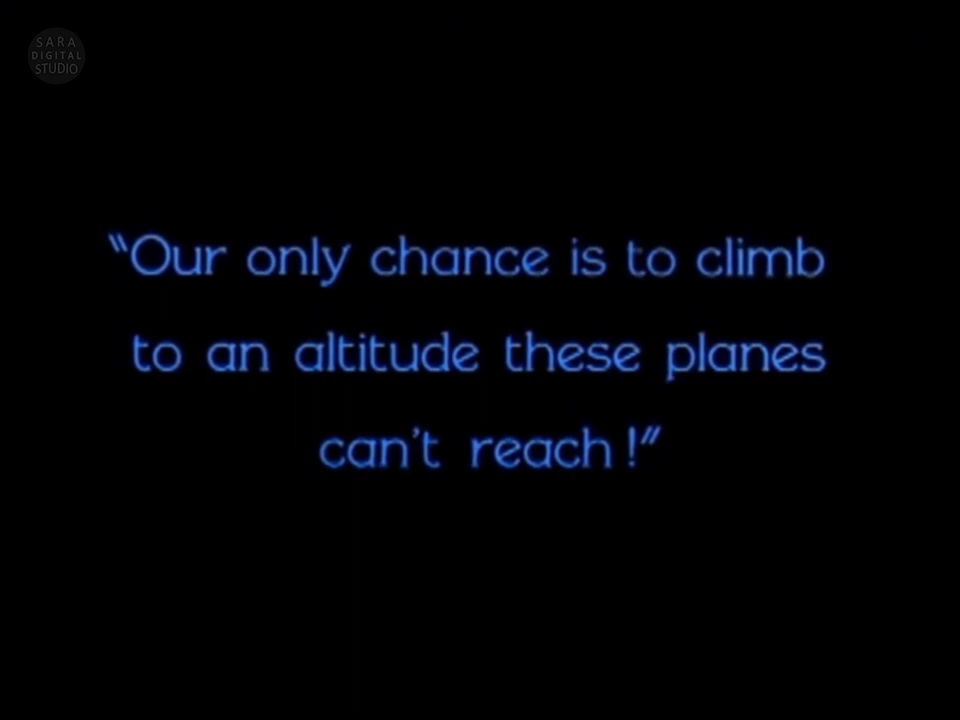 SARA
DIGITAL
STUDIO
“Our only chance is to climb
to an altitude these planes
can't reach!”